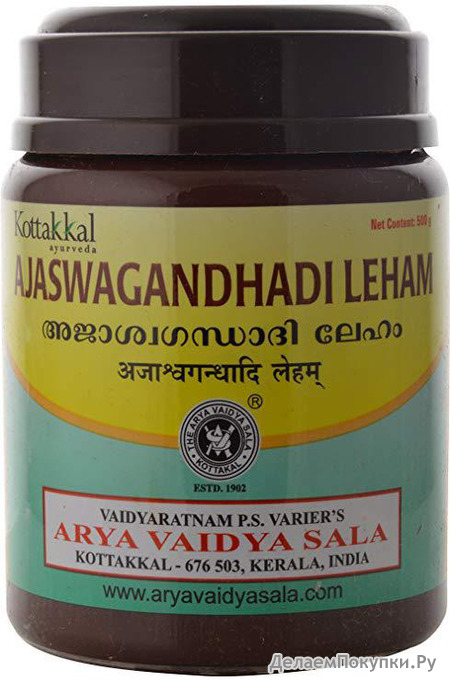 Kottakkal
ayurveda
Net Content: 500 g
AJASWAGANDHADI LEHAM
അജാശ്വഗന്ധാദി ലേഹം
अजाश्वगन्धादि लेहम्
®
THE ARYA VAIDYA SALA
KOTTAKKAL
ESTD. 1902
VAIDYARATNAM P.S. VARIER'S
ARYA VAIDYA SALA
KOTTAKKAL - 676 503, KERALA, INDIA
www.aryavaidyasala.com
ДелаемПокупки.Ру